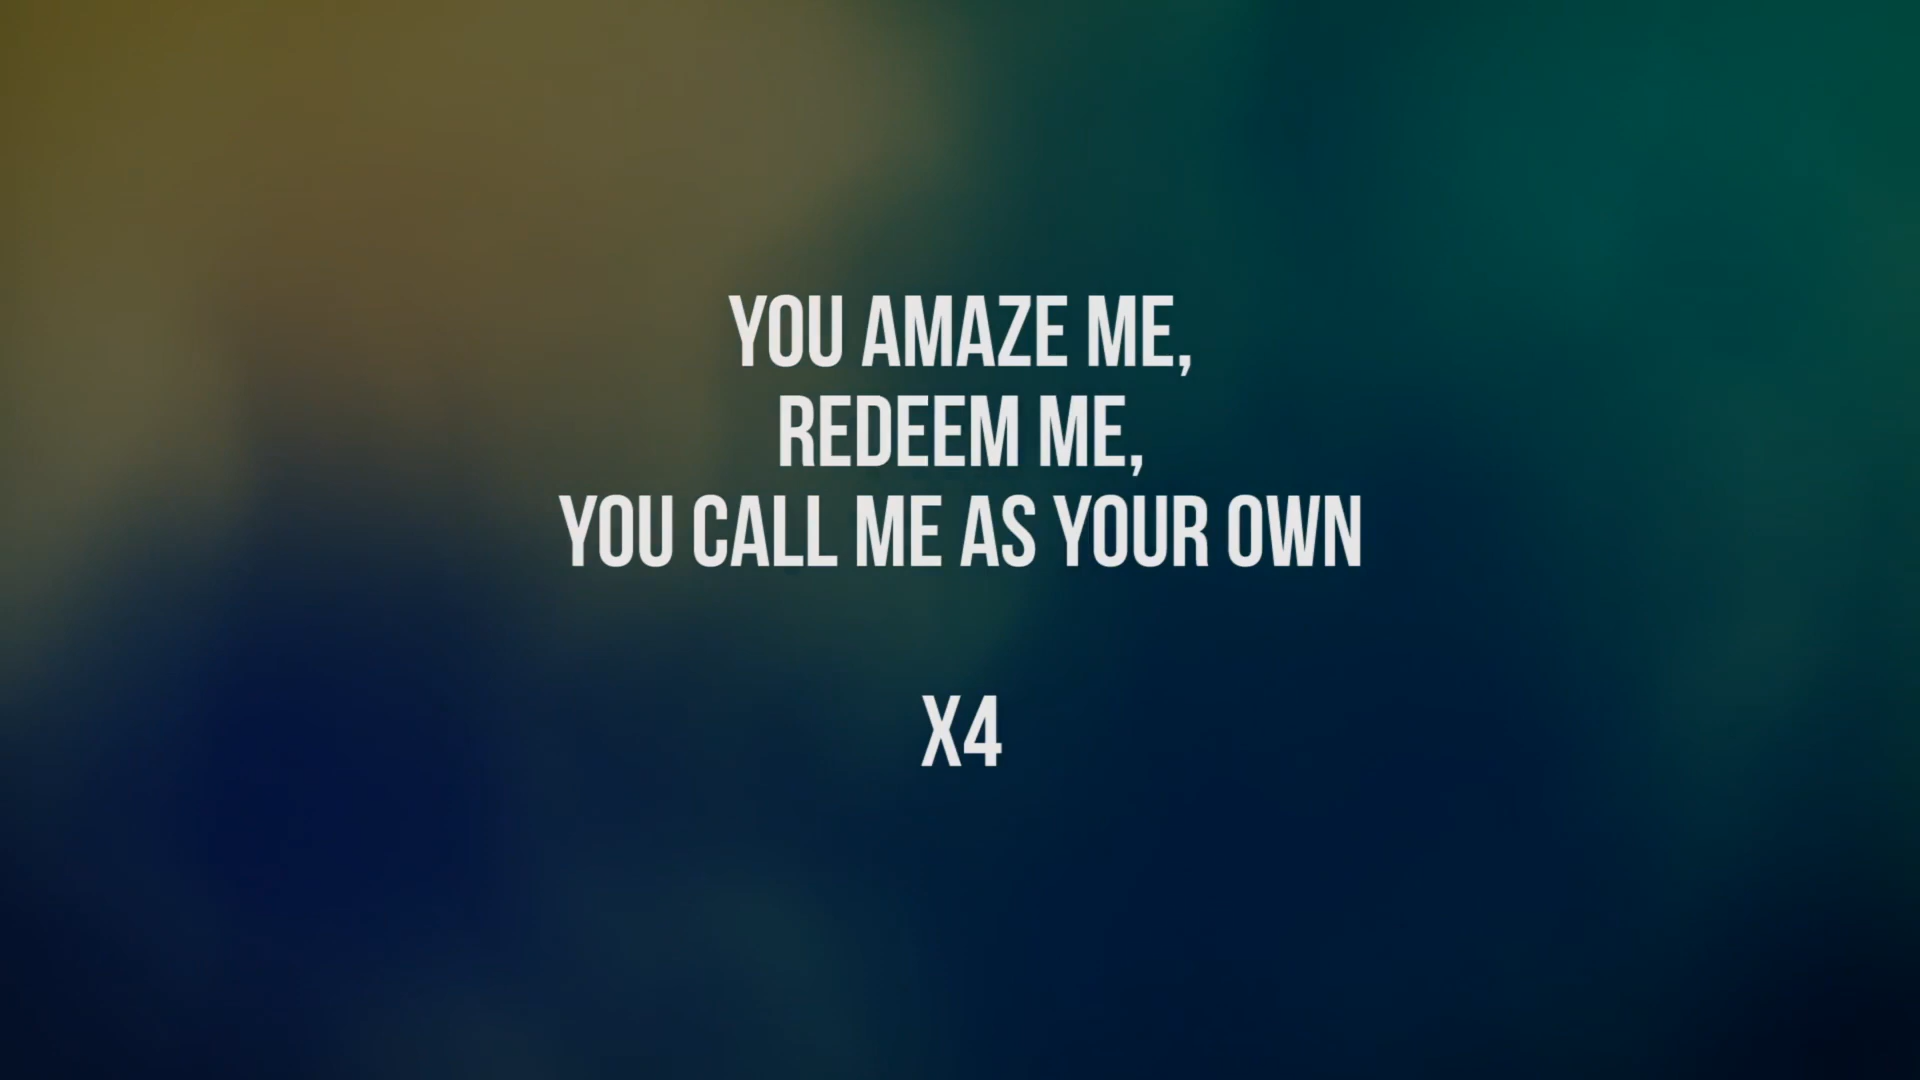 YOU AMAZE ME,
REDEEM ME,
YOU CALL ME AS YOUR OWN
X4